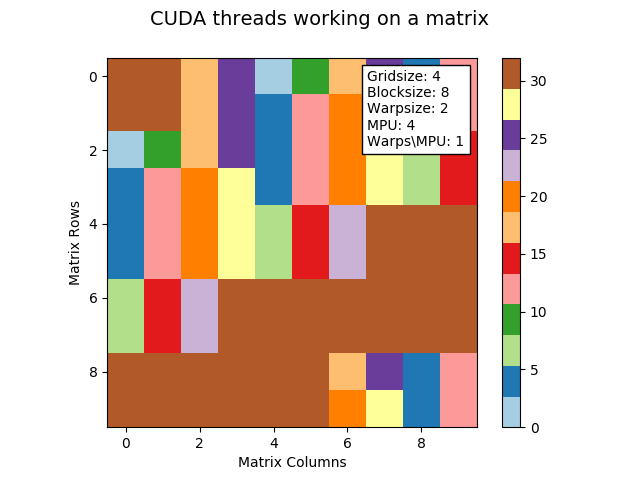 CUDA threads working on a matrix
Gridsize: 4
Blocksize: 8
Warpsize: 2
MPU: 4
Warps\MPU: 1
0
2
4
6
8
Matrix Rows
0 2 4 6 8
Matrix Columns
30
25
20
15
10
5
0